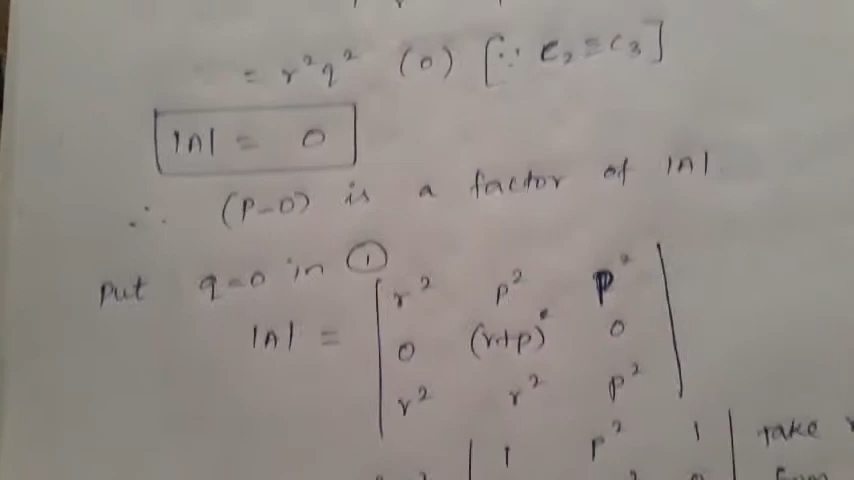 = r²q² (0) [∵ C₂ ≡ C₃]
|Δ| = 0
∴ (P-0) is a factor of |Δ|
Put q=0 in ①
|Δ| = | r² p² p² |
| 0 (r+p)² 0 |
| r² r² p² |
| 1 p² 1 | take